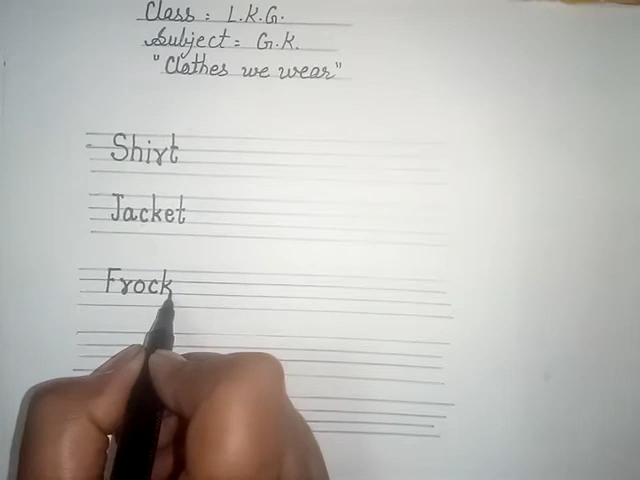 Class : L.K.G.
Subject = G.K.
"Clothes we wear"
Shirt
Jacket
Frock